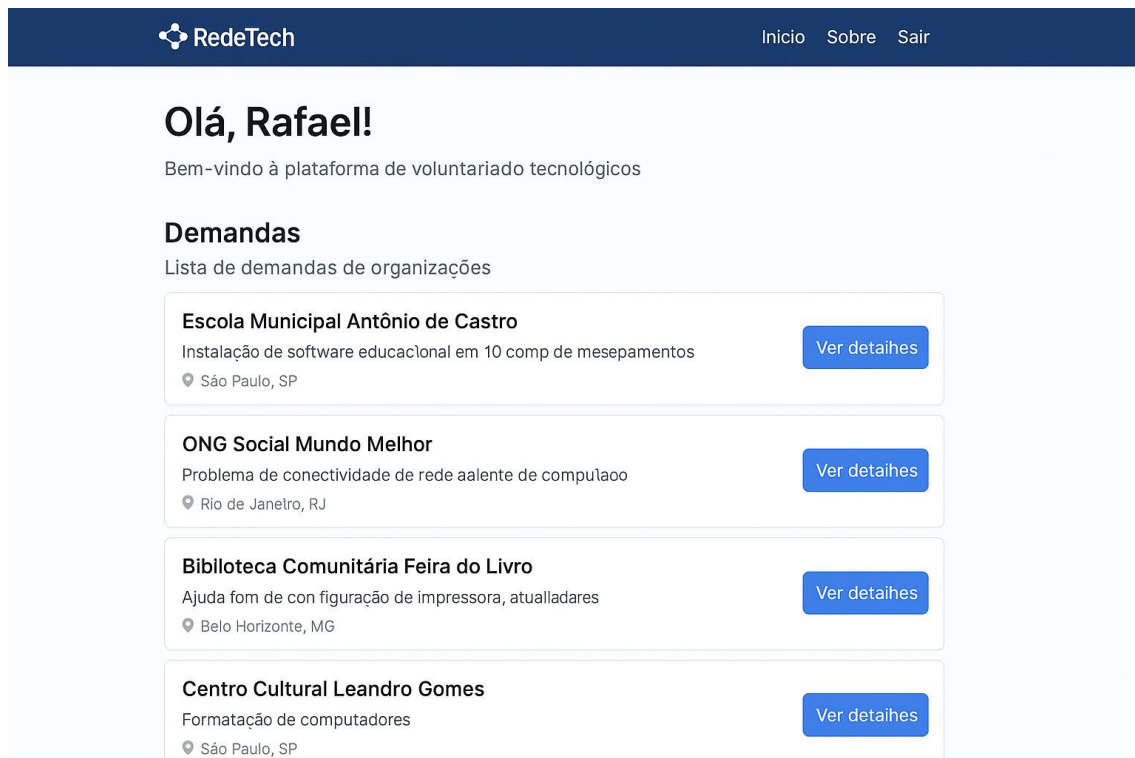 RedeTech
Inicio Sobre Sair
Olá, Rafael!
Bem-vindo à plataforma de voluntariado tecnológicos
Demandas
Lista de demandas de organizações
Escola Municipal Antônio de Castro
Instalação de software educacìonal em 10 comp de mesepamentos
Ver detaihes
Sáo Paulo, SP
ONG Social Mundo Melhor
Problema de conectividade de rede aalente de compulaoo
Ver detaihes
Rio de Janeıro, RJ
Bibiloteca Comunitária Feira do Livro
Ajuda fom de con figuração de impressora, atualladares
Ver detaihes
Belo Horizonte, MG
Centro Cultural Leandro Gomes
Formatação de computadores
Ver detaihes
Sáo Paulo, SP